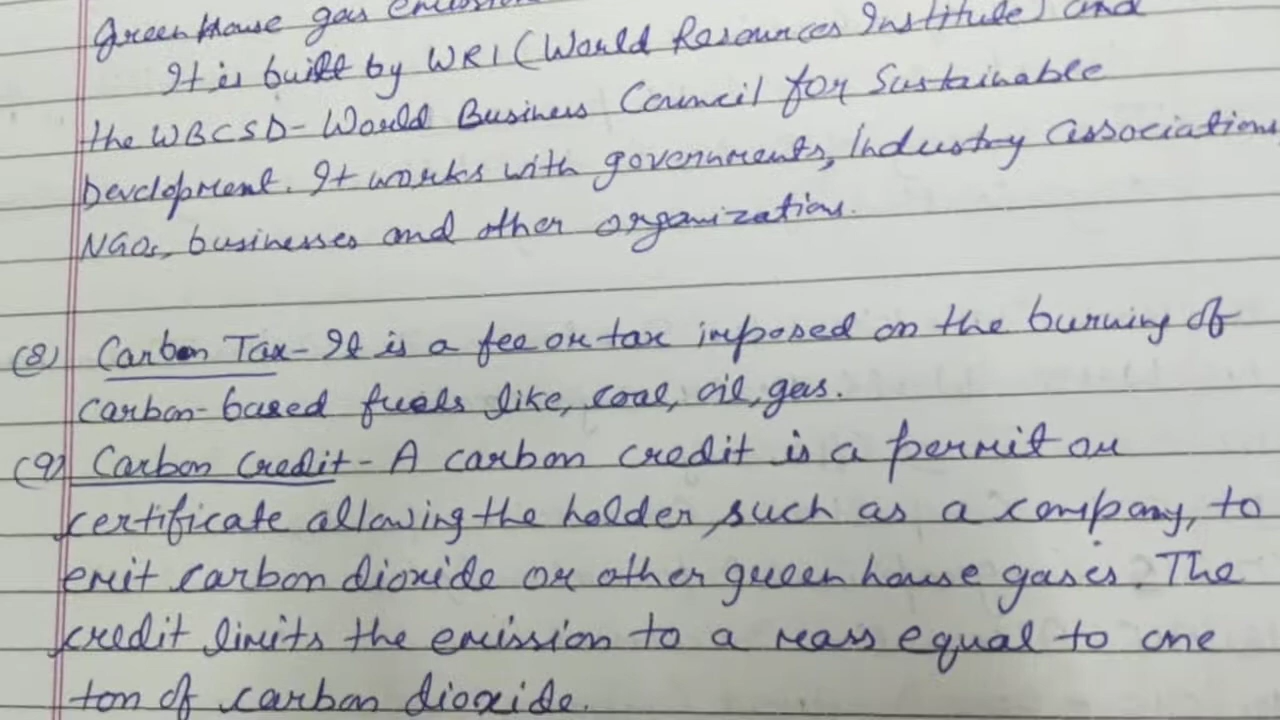 greenhouse gas emission
It is built by WRI (World Resources Institute) and
the WBCSD- World Business Council for Sustainable
Development. It works with governments, Industry associations,
NGOs, businesses and other organizations.
(8) Carbon Tax- It is a fee or tax imposed on the burning of
carbon-based fuels like, coal, oil, gas.
(9) Carbon Credit - A carbon credit is a permit or
certificate allowing the holder, such as a company, to
emit carbon dioxide or other green house gases. The
credit limits the emission to a mass equal to one
ton of carbon dioxide.